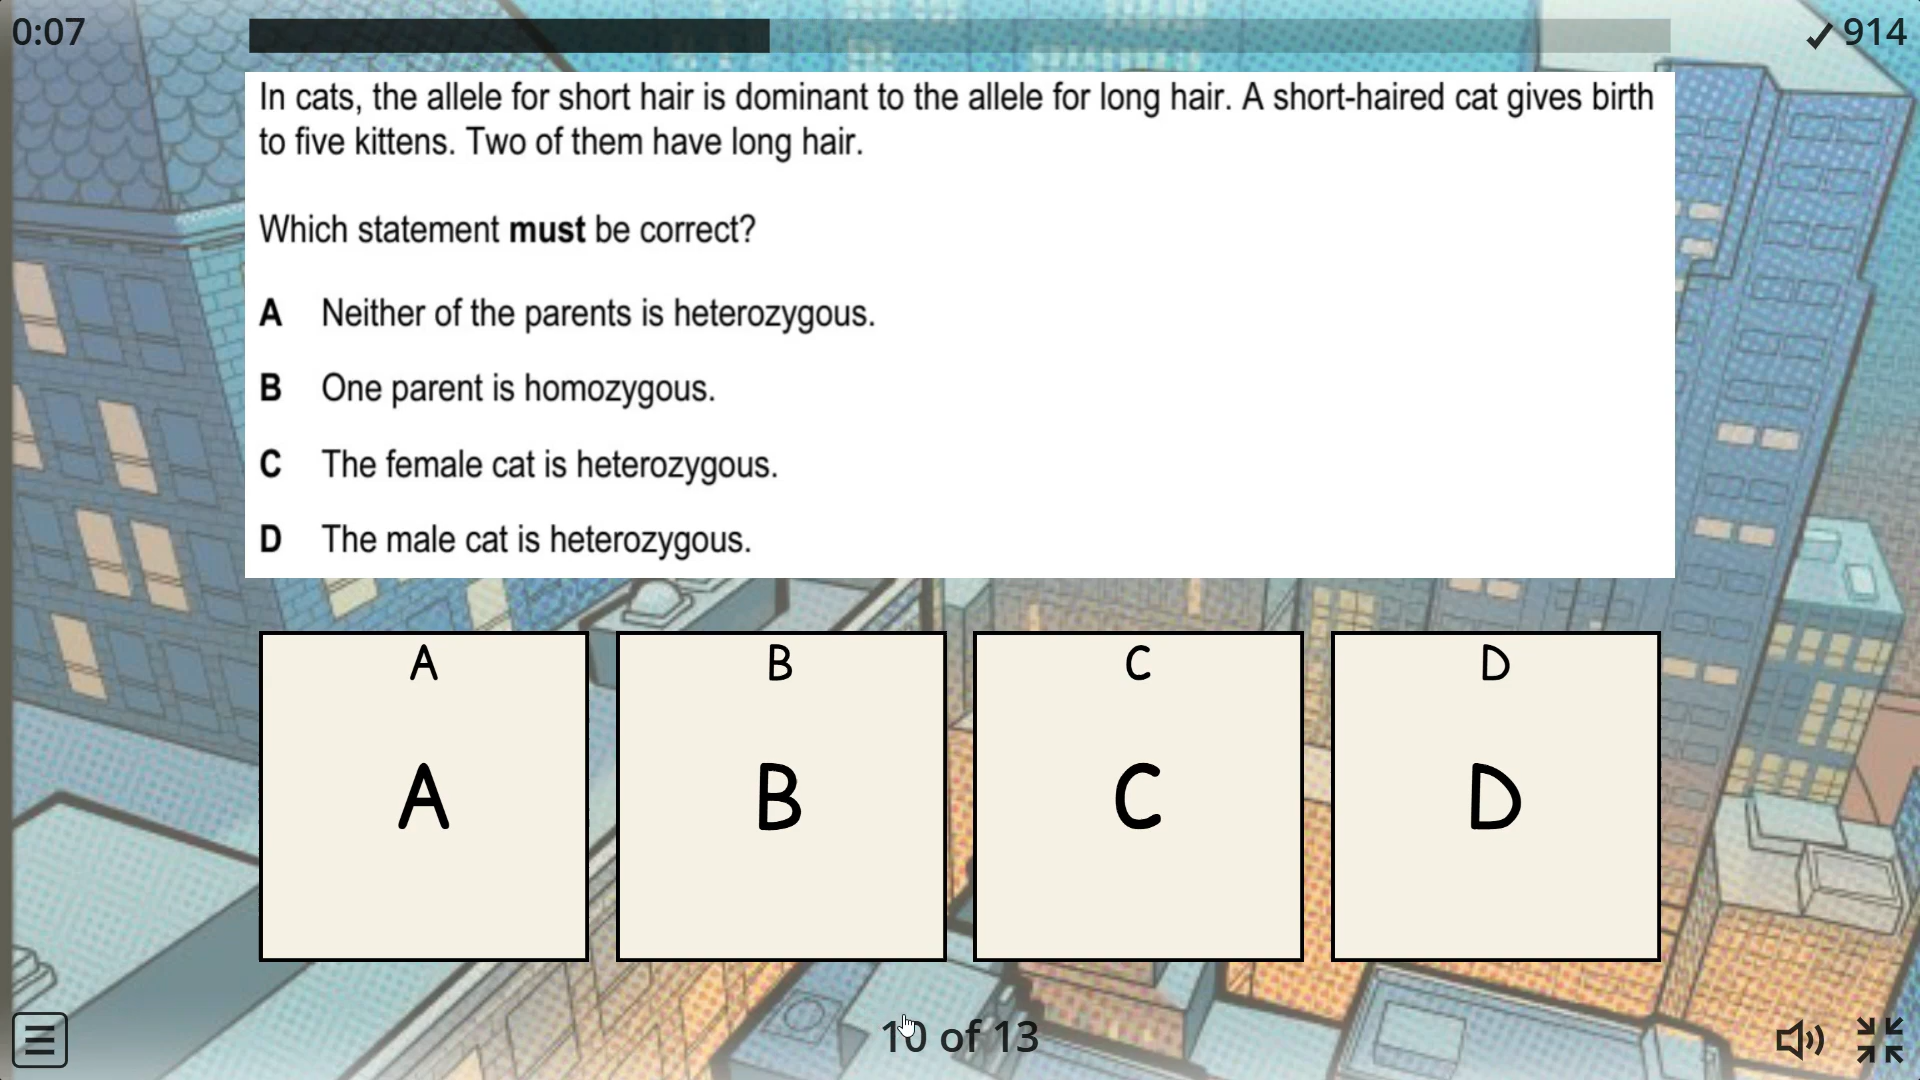 0:07
914
In cats, the allele for short hair is dominant to the allele for long hair. A short-haired cat gives birth
to five kittens. Two of them have long hair.
Which statement must be correct?
A Neither of the parents is heterozygous.
B One parent is homozygous.
C The female cat is heterozygous.
D The male cat is heterozygous.
A B C D
A B C D
10 of 13